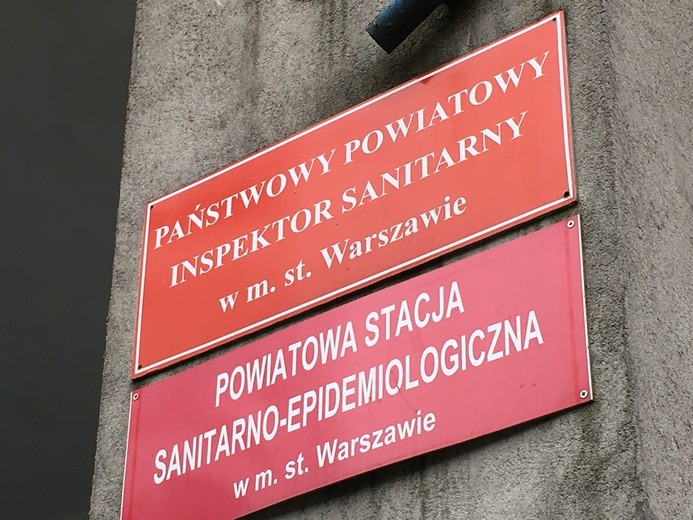 PAŃSTWOWY POWIATOWY
INSPEKTOR SANITARNY
w m. st. Warszawie
POWIATOWA STACJA
SANITARNO-EPIDEMIOLOGICZNA
w m. st. Warszawie